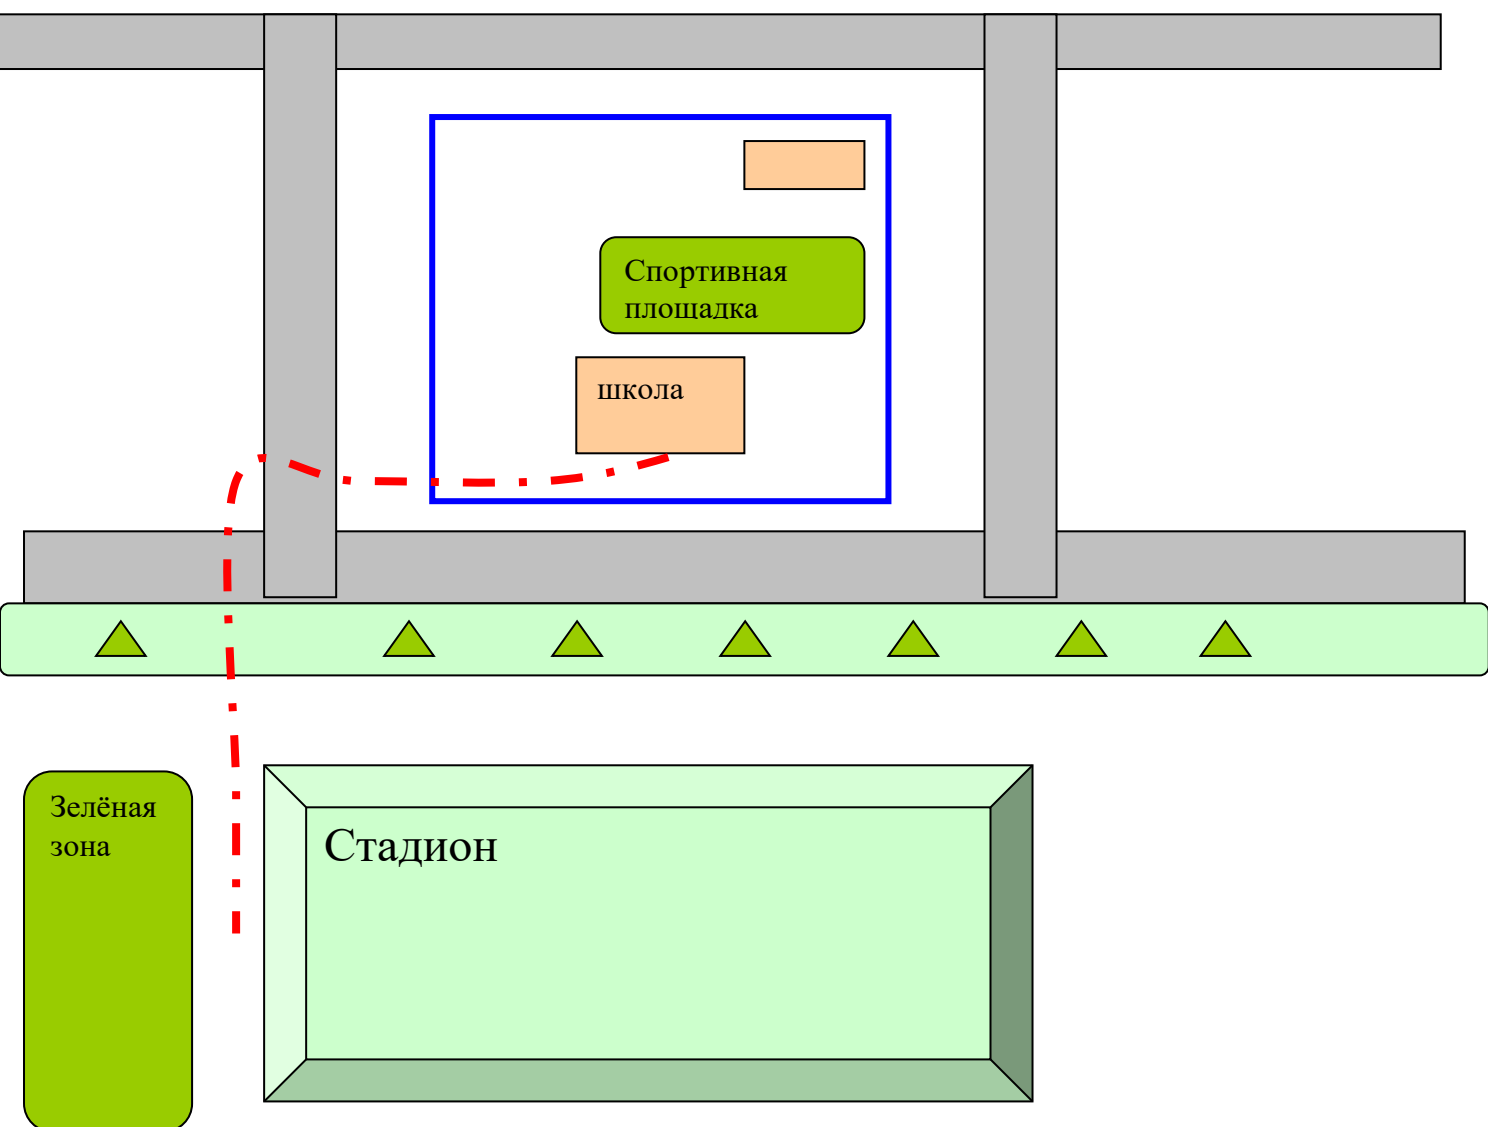 Спортивная
площадка
школа
Зелёная
зона
Стадион